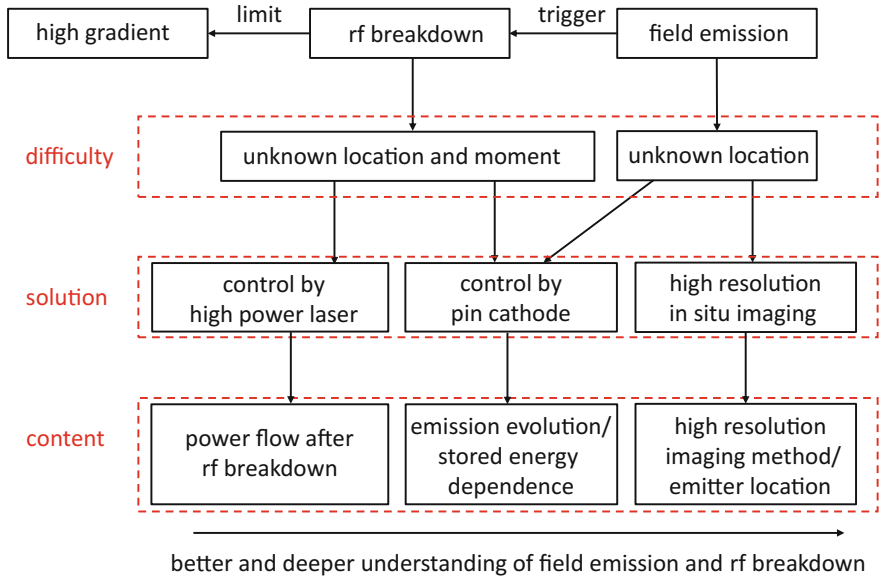 limit
trigger
high gradient
rf breakdown
field emission
difficulty
unknown location and moment
unknown location
solution
control by
high power laser
control by
pin cathode
high resolution
in situ imaging
content
power flow after
rf breakdown
emission evolution/
stored energy
dependence
high resolution
imaging method/
emitter location
better and deeper understanding of field emission and rf breakdown